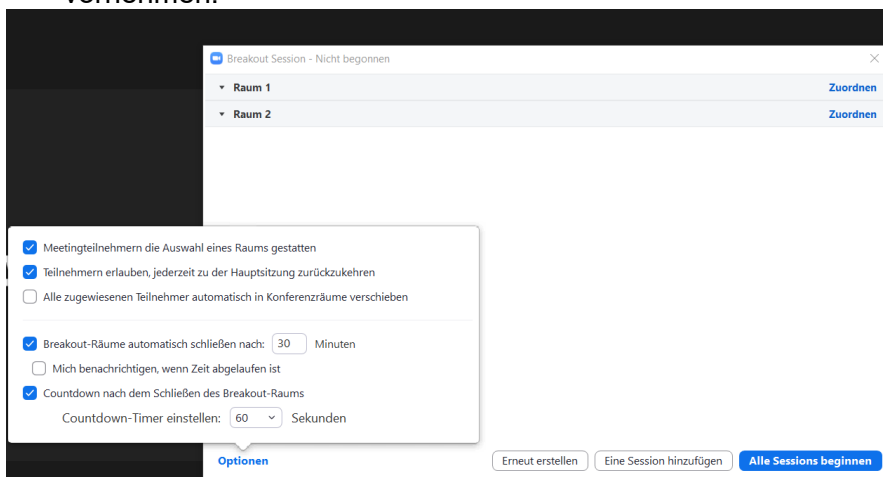 vornehmen.
Breakout Session - Nicht begonnen
Raum 1 Zuordnen
Raum 2 Zuordnen
Meetingteilnehmern die Auswahl eines Raums gestatten
Teilnehmern erlauben, jederzeit zu der Hauptsitzung zurückzukehren
Alle zugewiesenen Teilnehmer automatisch in Konferenzräume verschieben
Breakout-Räume automatisch schließen nach: 30 Minuten
Mich benachrichtigen, wenn Zeit abgelaufen ist
Countdown nach dem Schließen des Breakout-Raums
Countdown-Timer einstellen: 60 Sekunden
Optionen Erneut erstellen Eine Session hinzufügen Alle Sessions beginnen